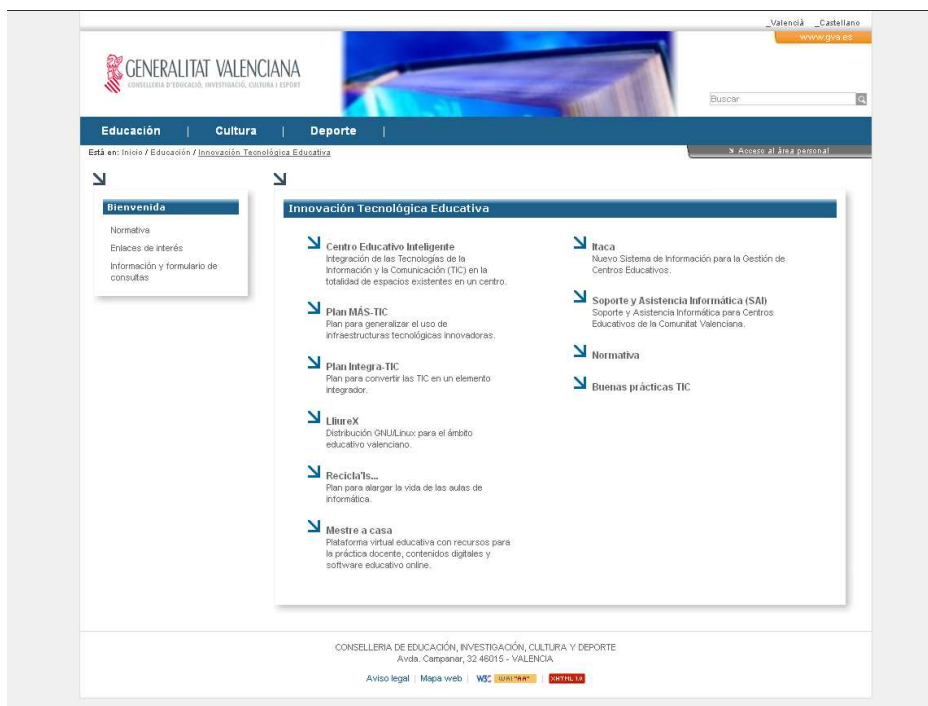 _Valencià _Castellano
www.gva.es
GENERALITAT VALENCIANA
CONSELLERIA D'EDUCACIÓ, INVESTIGACIÓ, CULTURA I ESPORT
Buscar
Educación | Cultura | Deporte |
Está en: Inicio / Educación / Innovación Tecnológica Educativa
Acceso al área personal
Bienvenida
Normativa
Enlaces de interés
Información y formulario de
consultas
Innovación Tecnológica Educativa
Centro Educativo Inteligente
Integración de las Tecnologías de la
Información y la Comunicación (TIC) en la
totalidad de espacios existentes en un centro.
Plan MÁS-TIC
Plan para generalizar el uso de
infraestructuras tecnológicas innovadoras.
Plan Integra-TIC
Plan para convertir las TIC en un elemento
integrador.
LliureX
Distribución GNU/Linux para el ámbito
educativo valenciano.
Recicla'ls...
Plan para alargar la vida de las aulas de
informática.
Mestre a casa
Plataforma virtual educativa con recursos para
la práctica docente, contenidos digitales y
software educativo online.
Itaca
Nuevo Sistema de Información para la Gestión de
Centros Educativos.
Soporte y Asistencia Informática (SAI)
Soporte y Asistencia Informática para Centros
Educativos de la Comunitat Valenciana.
Normativa
Buenas prácticas TIC
CONSELLERIA DE EDUCACIÓN, INVESTIGACIÓN, CULTURA Y DEPORTE
Avda. Campanar, 32 46015 - VALENCIA
Aviso legal | Mapa web | W3C WAI-"AA" | XHTML 1.0